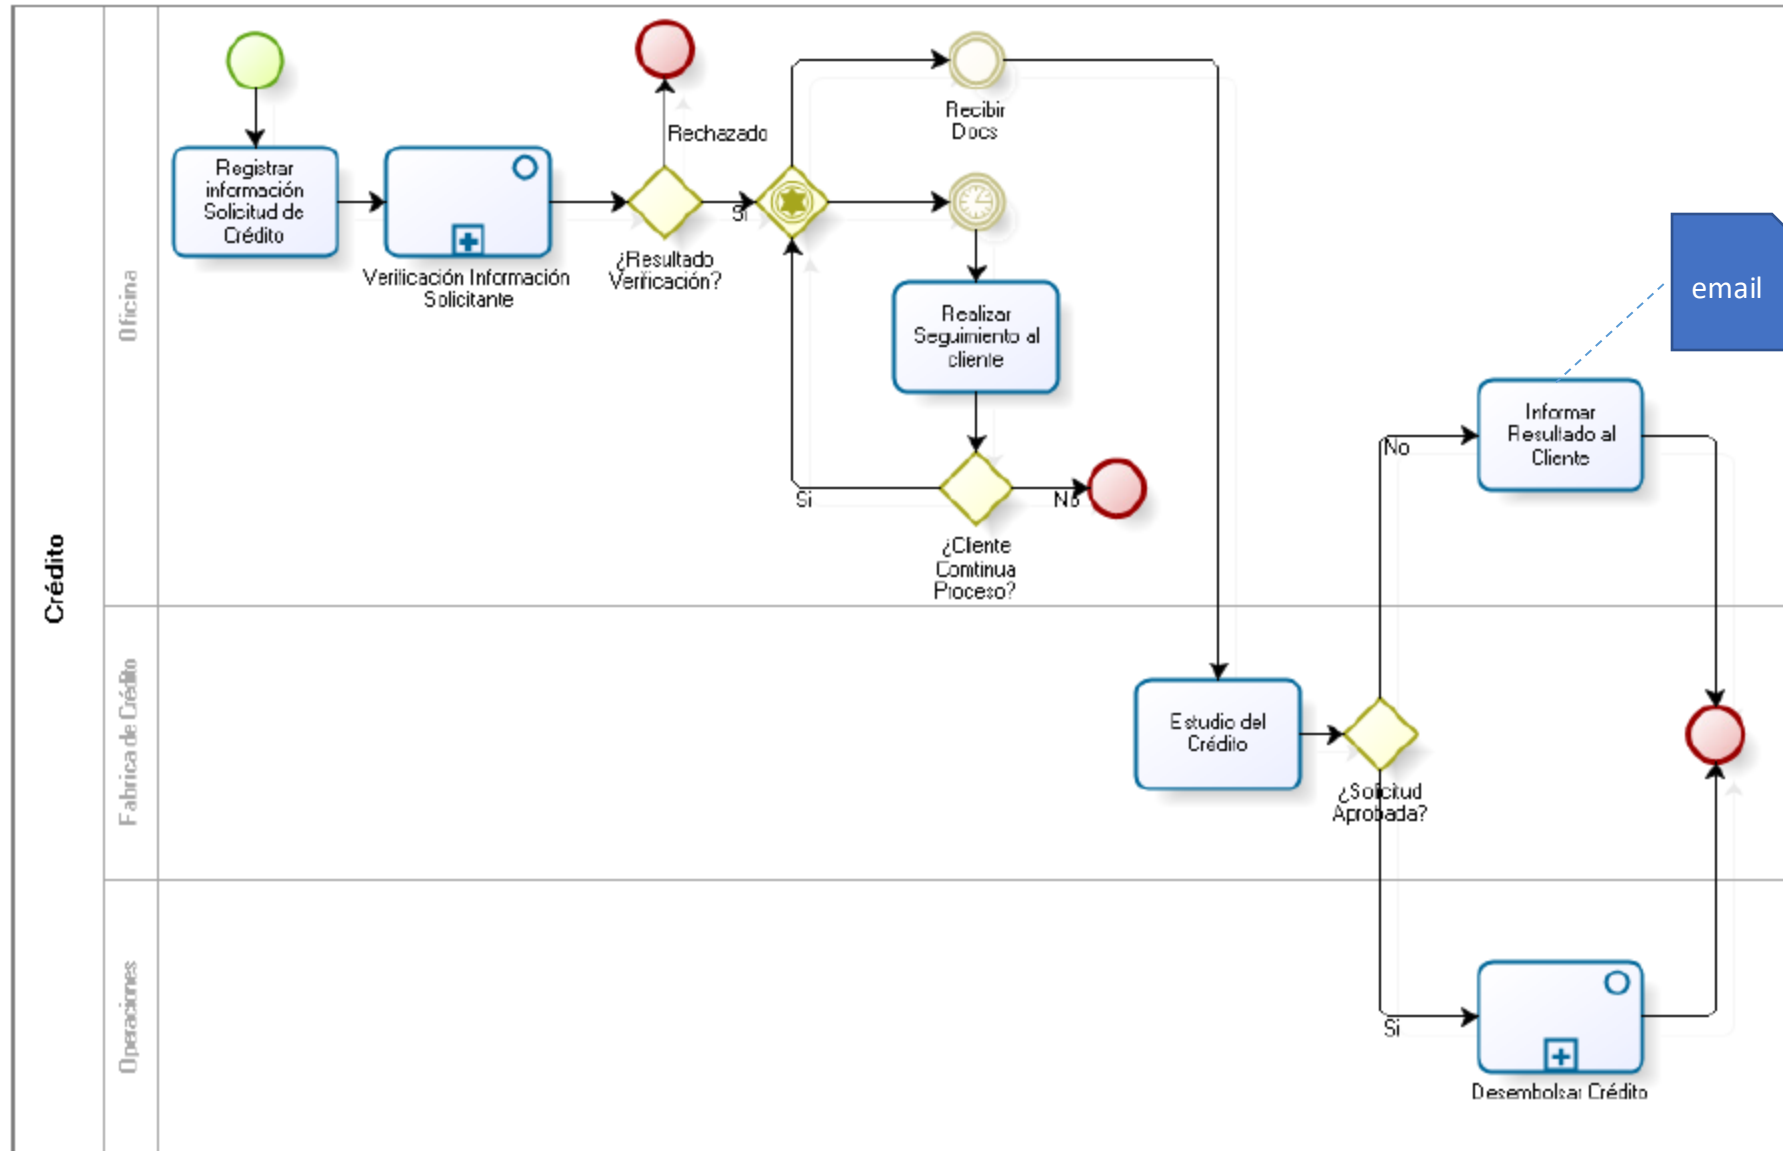 Crédito
Oficina
Fabrica de Crédito
Operaciones
Registrar
información
Solicitud de
Crédito
Verificación Información
Solicitante
Rechazado
¿Resultado
Verificación?
Si
Recibir
Docs
Realizar
Seguimiento al
cliente
Si
No
¿Cliente
Comtinua
Proceso?
email
Informar
Resultado al
Cliente
No
Estudio del
Crédito
¿Solicitud
Aprobada?
Si
Desembolsar Crédito